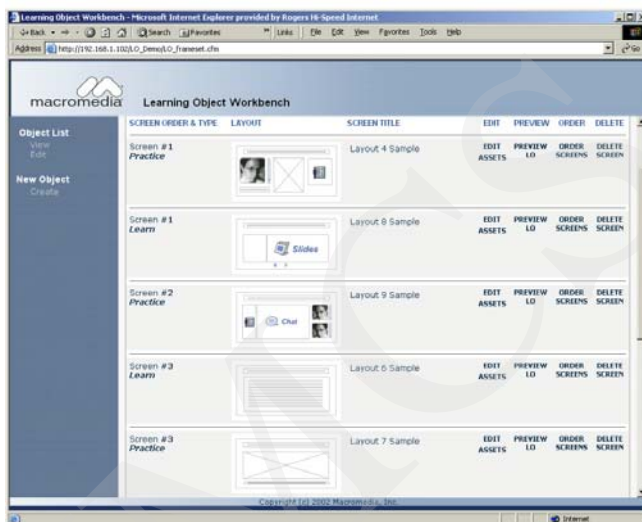 Learning Object Workbench - Microsoft Internet Explorer provided by Rogers Hi-Speed Internet
Back Search Favorites Links File Edit View Favorites Tools Help
Address http://192.168.1.102/LO_Demo/LO_frameset.cfm Go
macromedia Learning Object Workbench
Object List
View
Edit
New Object
Create
SCREEN ORDER & TYPE LAYOUT SCREEN TITLE EDIT PREVIEW ORDER DELETE
Screen #1 Layout 4 Sample EDIT PREVIEW ORDER DELETE
Practice ASSETS LO SCREENS SCREEN
Screen #1 Layout 8 Sample EDIT PREVIEW ORDER DELETE
Learn ASSETS LO SCREENS SCREEN
Slides
Screen #2 Layout 9 Sample EDIT PREVIEW ORDER DELETE
Practice ASSETS LO SCREENS SCREEN
Chat
Screen #3 Layout 6 Sample EDIT PREVIEW ORDER DELETE
Learn ASSETS LO SCREENS SCREEN
Screen #3 Layout 7 Sample EDIT PREVIEW ORDER DELETE
Practice ASSETS LO SCREENS SCREEN
Copyright (c) 2002 Macromedia, Inc.
Internet